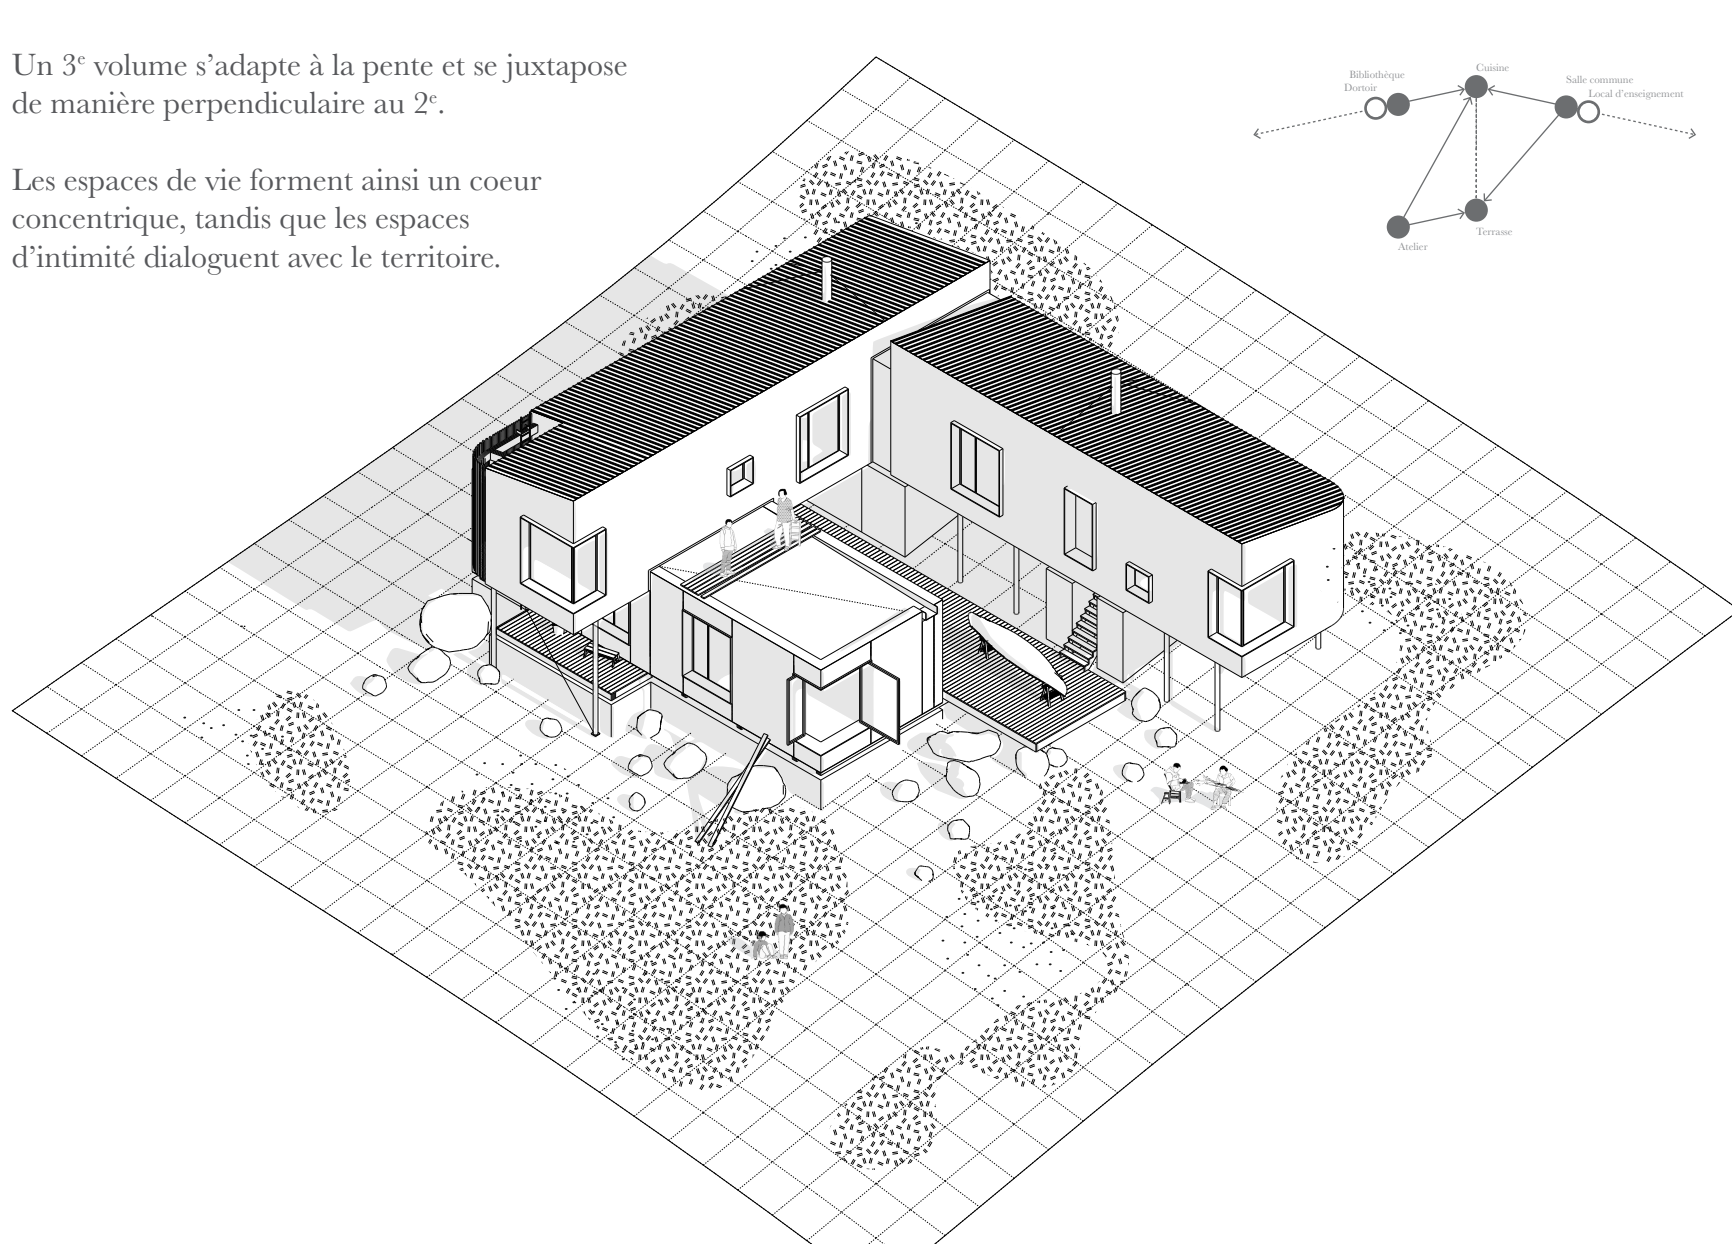 Un 3e volume s’adapte à la pente et se juxtapose
de manière perpendiculaire au 2e.
Les espaces de vie forment ainsi un coeur
concentrique, tandis que les espaces
d’intimité dialoguent avec le territoire.
Cuisine
Bibliothèque
Dortoir
Salle commune
Local d’enseignement
Terrasse
Atelier